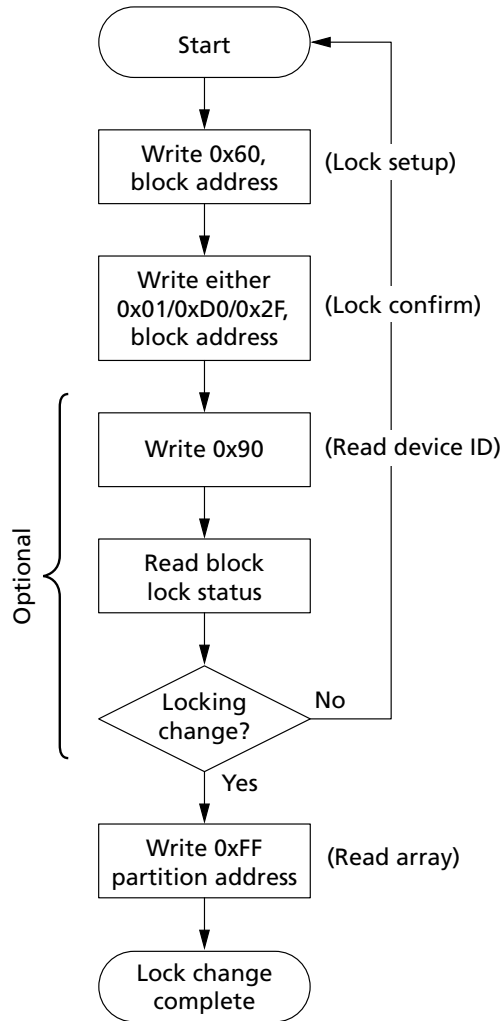 Start
Write 0x60,
block address
(Lock setup)
Write either
0x01/0xD0/0x2F,
block address
(Lock confirm)
Optional
Write 0x90
(Read device ID)
Read block
lock status
Locking
change?
No
Yes
Write 0xFF
partition address
(Read array)
Lock change
complete